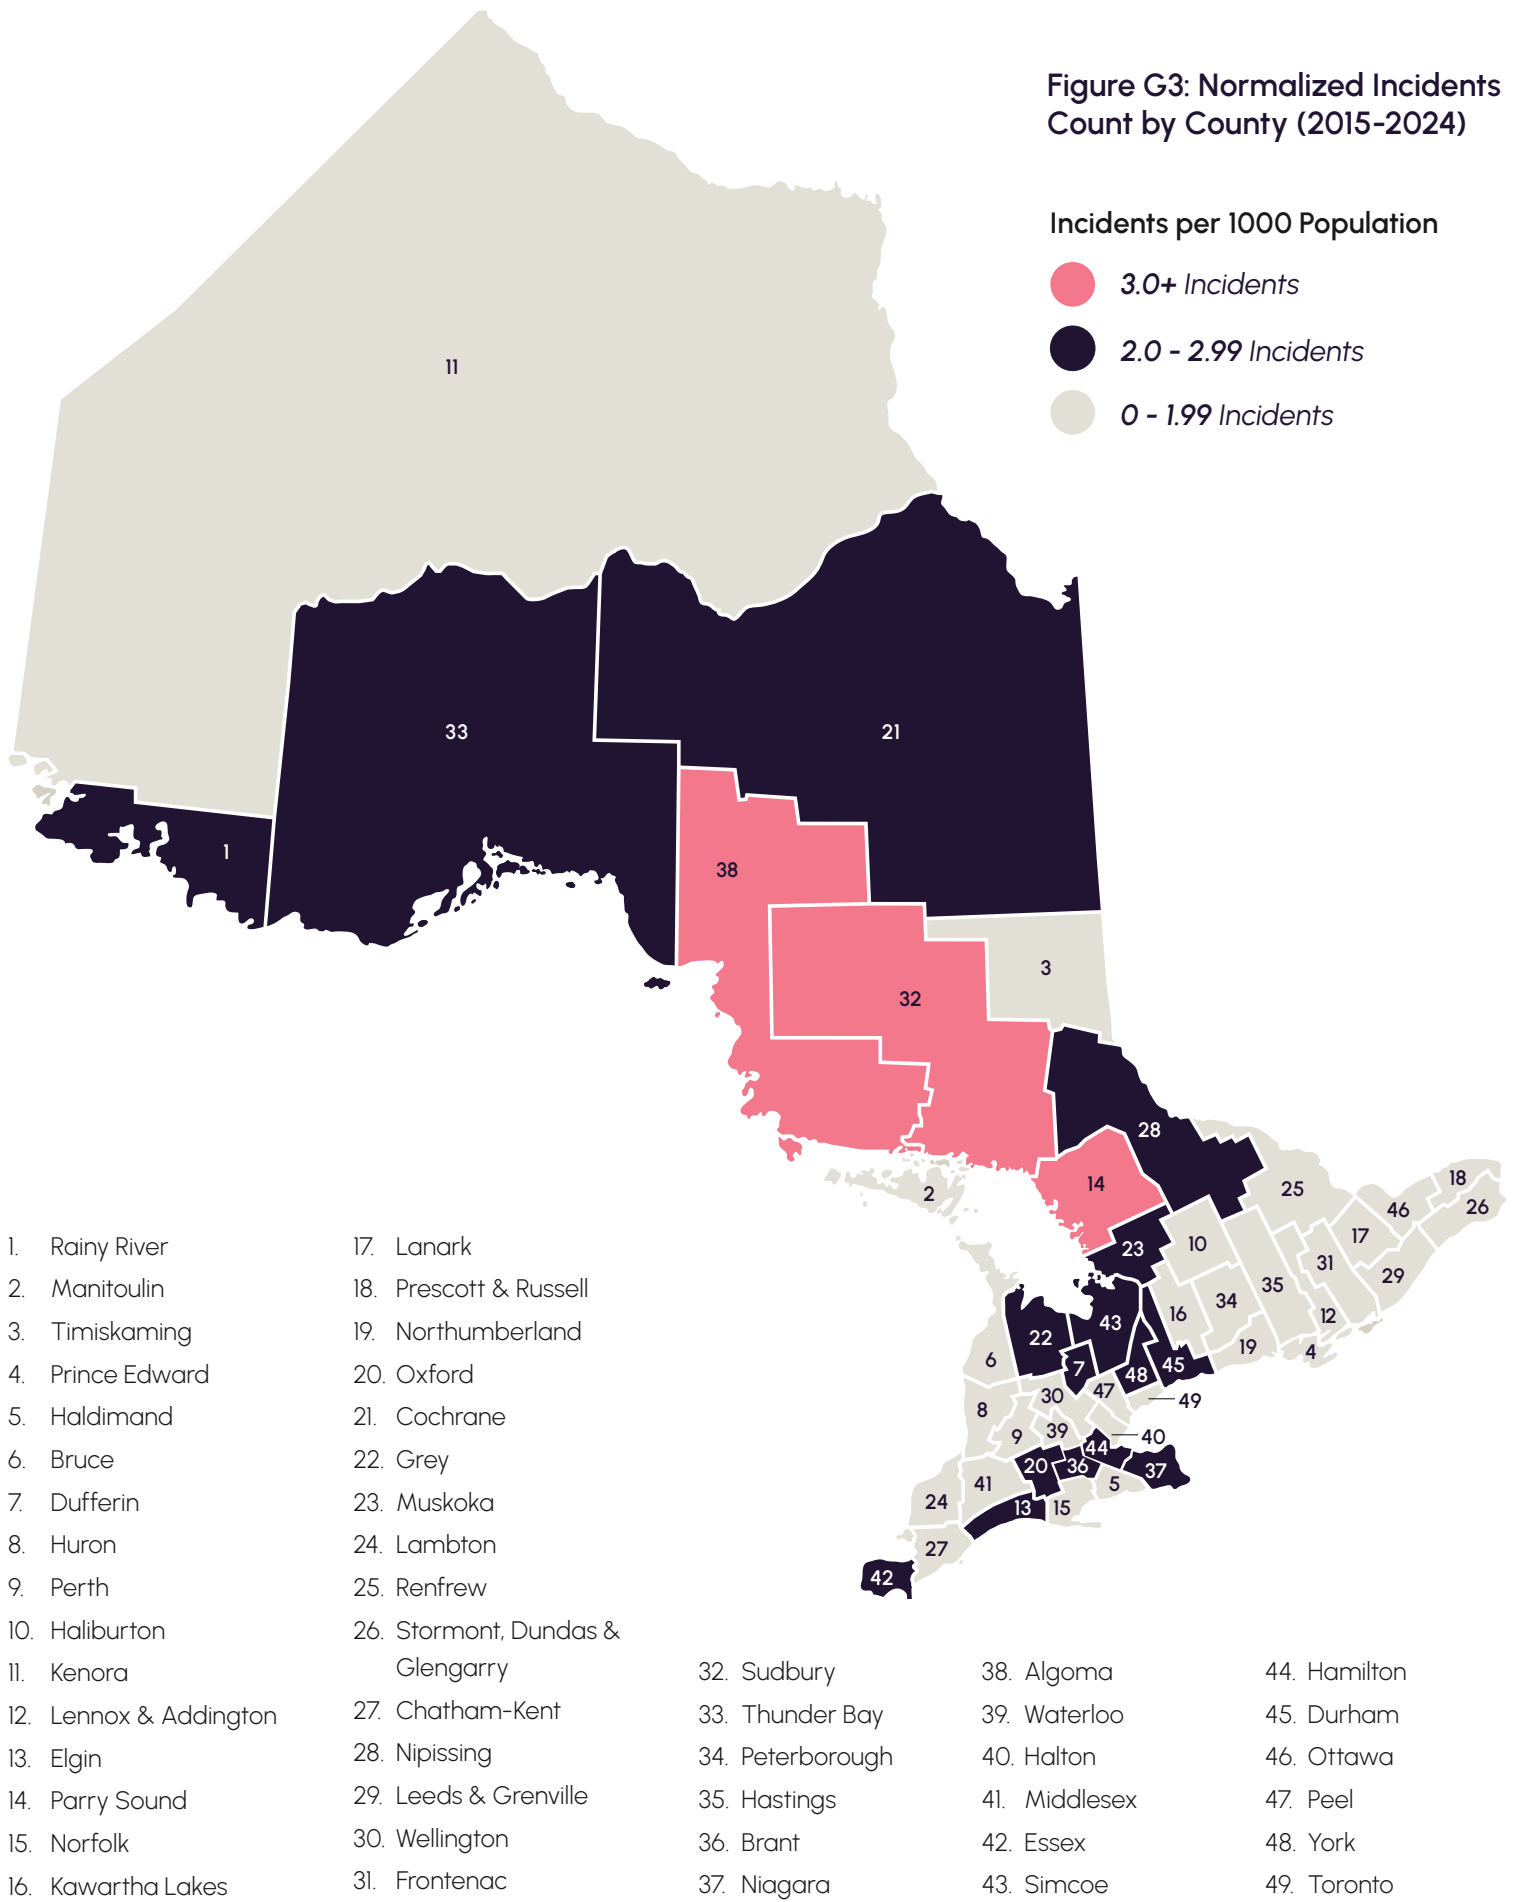 Figure G3: Normalized Incidents
Count by County (2015-2024)
Incidents per 1000 Population
3.0+ Incidents
2.0 - 2.99 Incidents
0 - 1.99 Incidents
11
33
21
1
38
3
32
28
14
2
25
18
46
26
23
10
17
31
29
35
34
16
43
12
22
19
4
6
7
45
48
47
30
49
8
39
9
40
44
20
36
37
41
5
24
13
15
27
42
1. Rainy River
2. Manitoulin
3. Timiskaming
4. Prince Edward
5. Haldimand
6. Bruce
7. Dufferin
8. Huron
9. Perth
10. Haliburton
11. Kenora
12. Lennox & Addington
13. Elgin
14. Parry Sound
15. Norfolk
16. Kawartha Lakes
17. Lanark
18. Prescott & Russell
19. Northumberland
20. Oxford
21. Cochrane
22. Grey
23. Muskoka
24. Lambton
25. Renfrew
26. Stormont, Dundas &
Glengarry
27. Chatham-Kent
28. Nipissing
29. Leeds & Grenville
30. Wellington
31. Frontenac
32. Sudbury
33. Thunder Bay
34. Peterborough
35. Hastings
36. Brant
37. Niagara
38. Algoma
39. Waterloo
40. Halton
41. Middlesex
42. Essex
43. Simcoe
44. Hamilton
45. Durham
46. Ottawa
47. Peel
48. York
49. Toronto